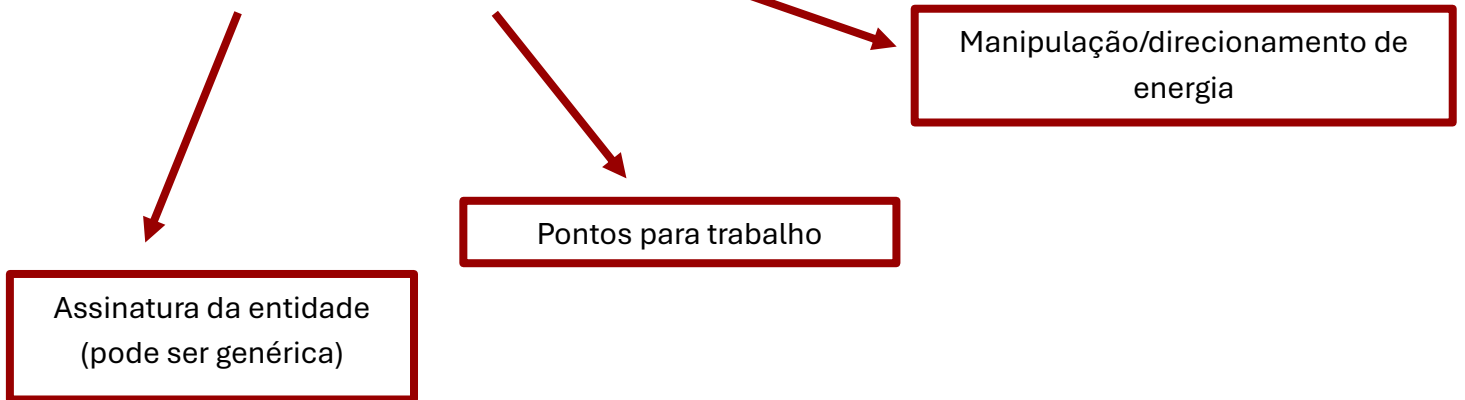 Manipulação/direcionamento de
energia
Pontos para trabalho
Assinatura da entidade
(pode ser genérica)